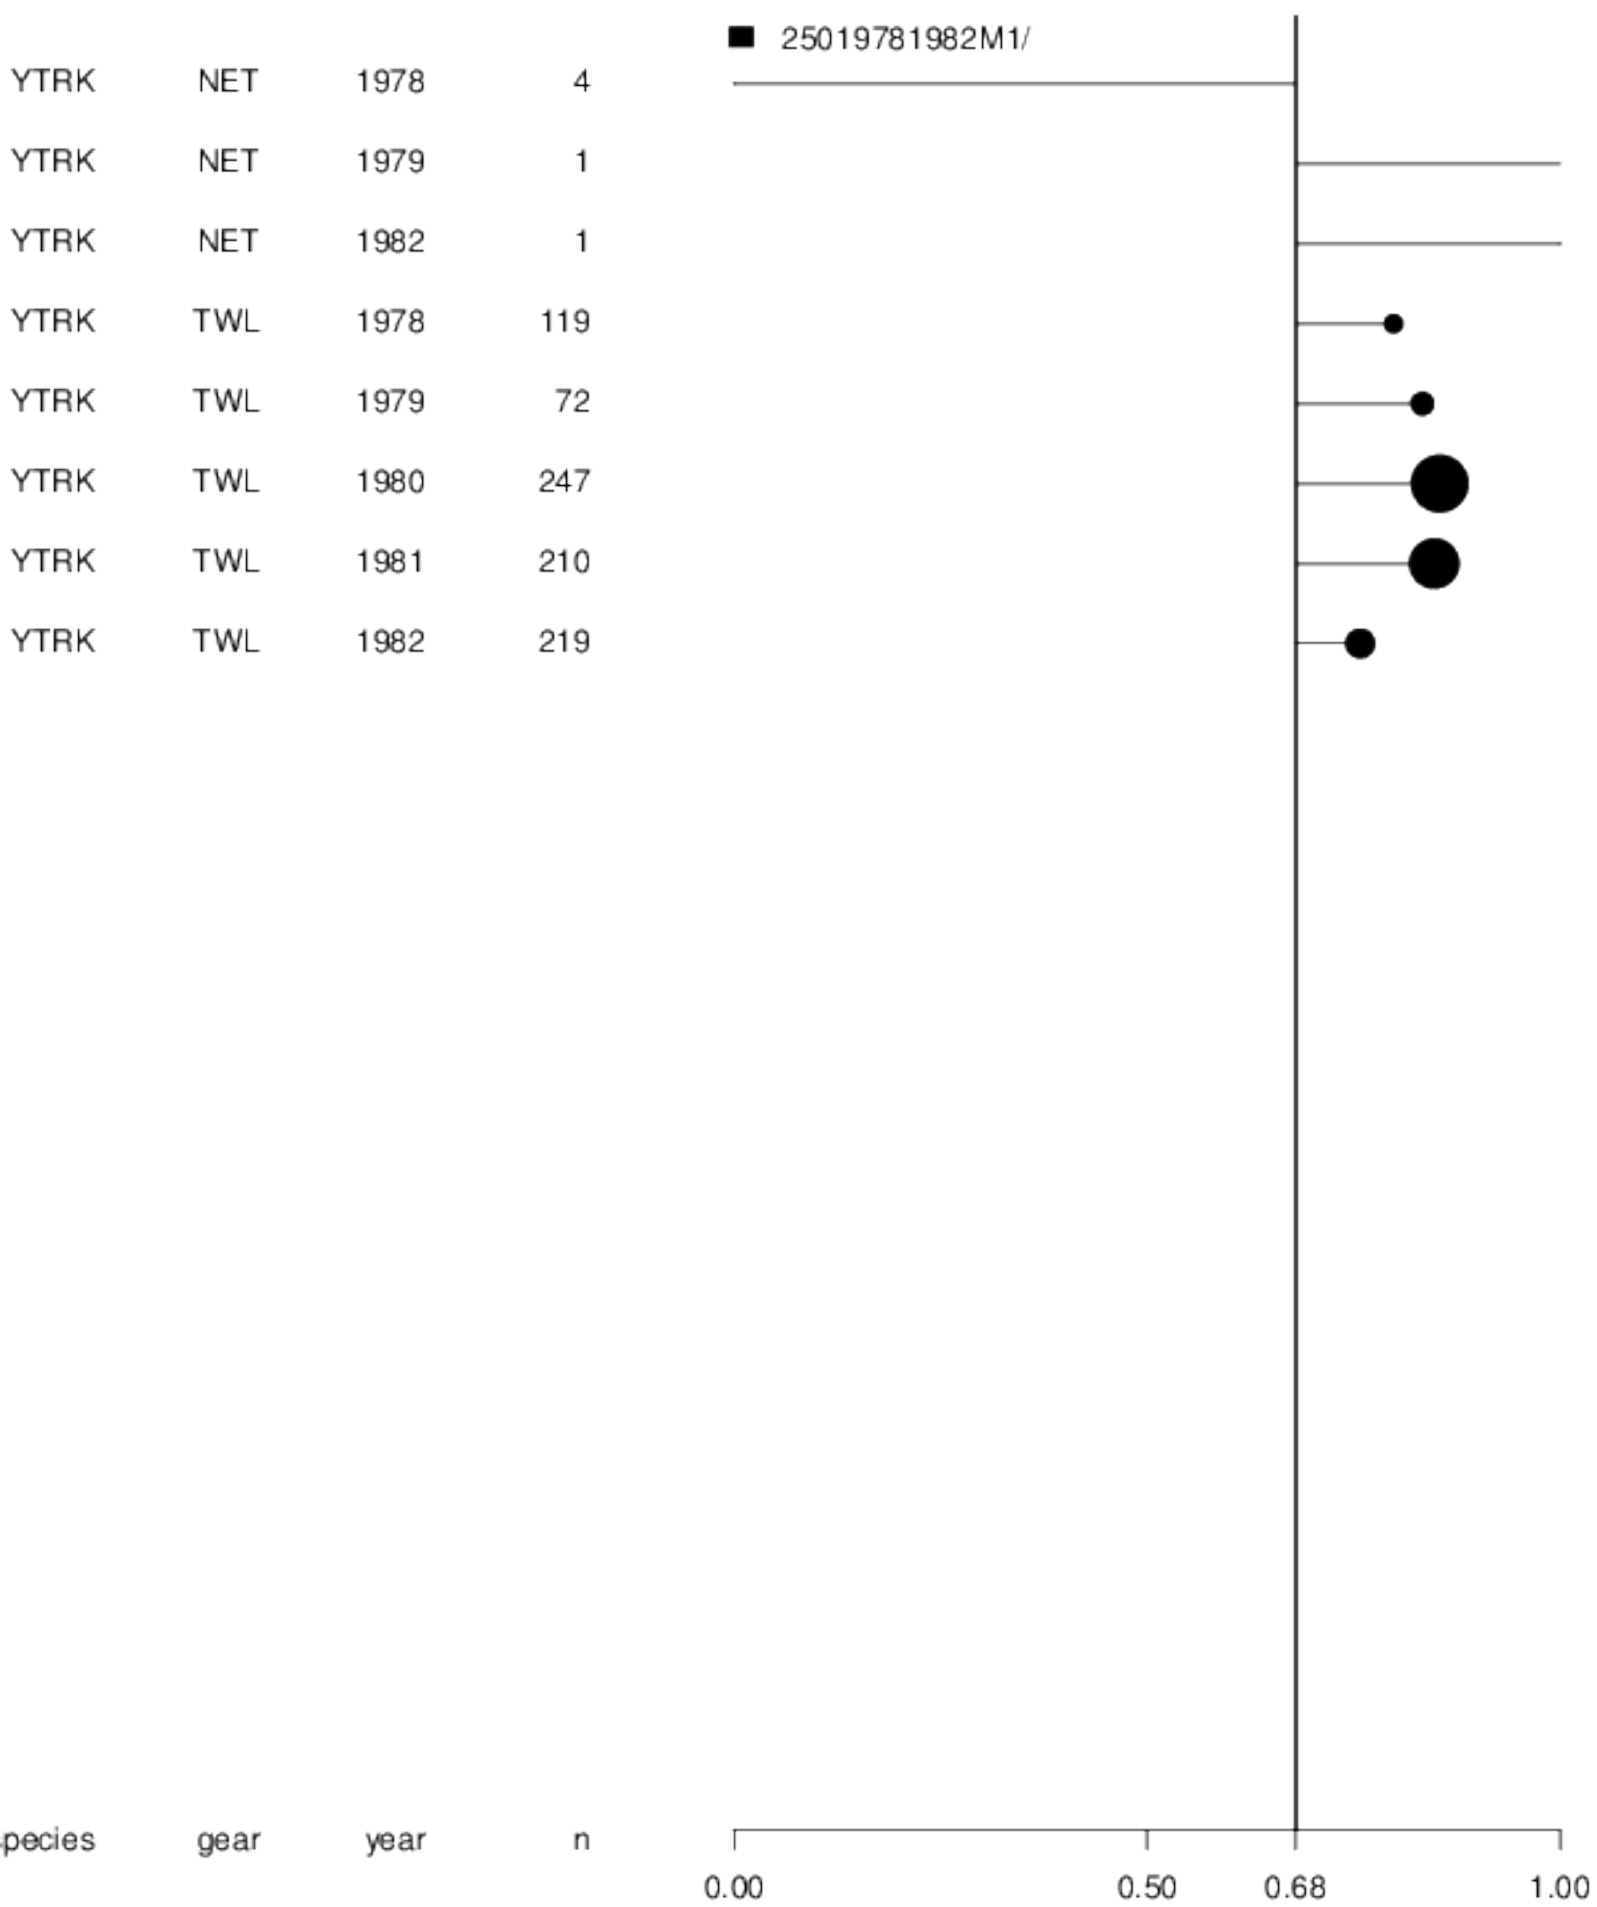 25019781982M1/
YTRK NET 1978 4
YTRK NET 1979 1
YTRK NET 1982 1
YTRK TWL 1978 119
YTRK TWL 1979 72
YTRK TWL 1980 247
YTRK TWL 1981 210
YTRK TWL 1982 219
pecies gear year n
0.00 0.50 0.68 1.00